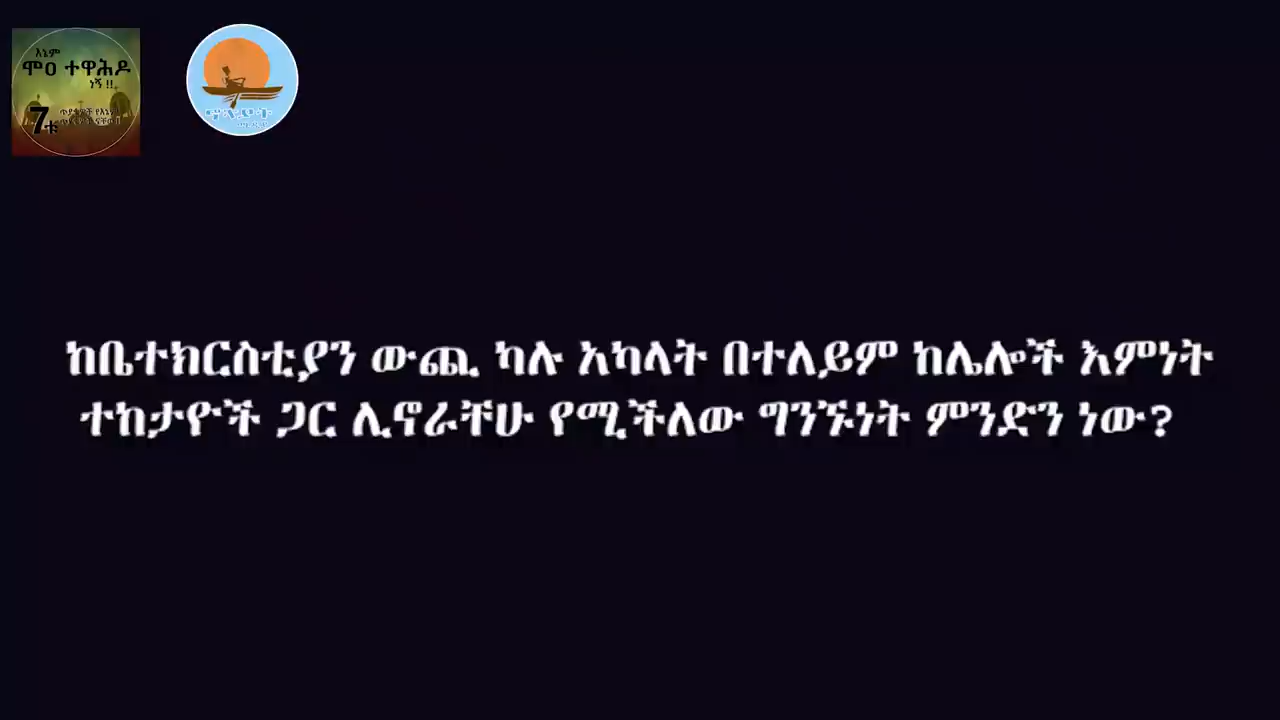 እኔም
ሞዐ ተዋሕዶ
ነኝ !!
7ቱ
ከቤተክርስቲያን ውጪ ካሉ አካላት በተለይም ከሌሎች እምነት
ተከታዮች ጋር ሊኖራቸሁ የሚችለው ግንኙነት ምንድን ነው?